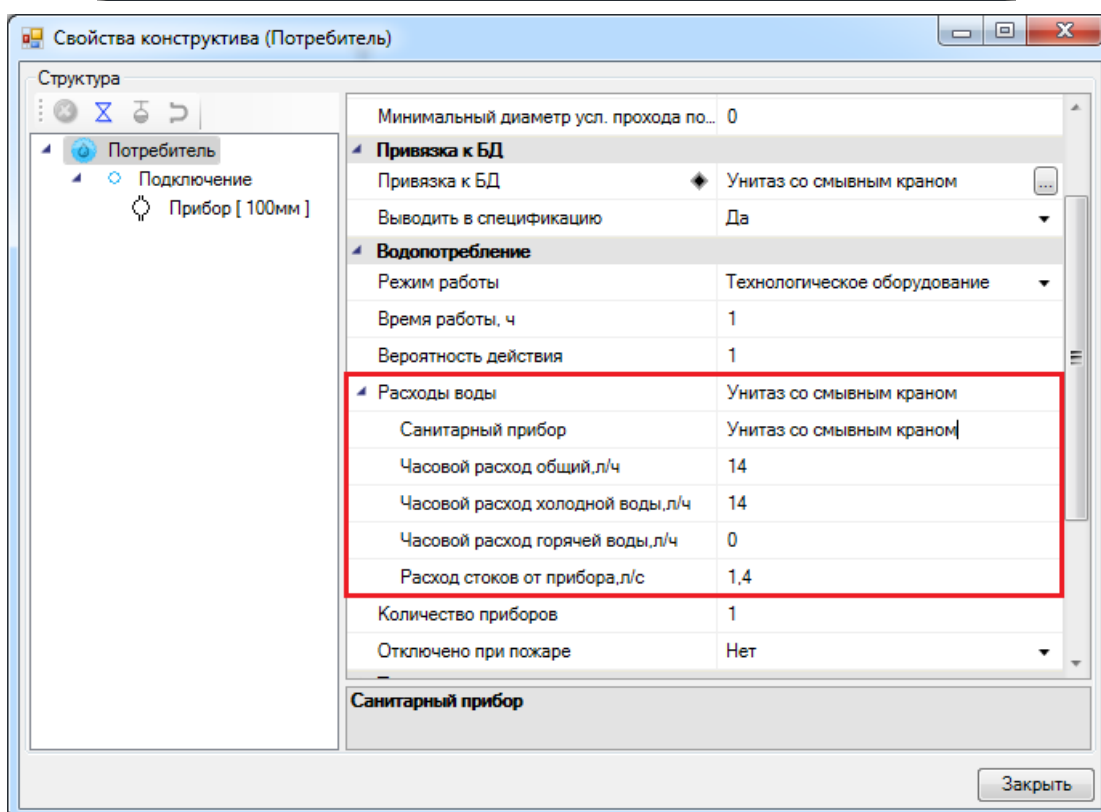 Свойства конструктива (Потребитель)
Структура
Потребитель
Подключение
Прибор [ 100мм ]
Минимальный диаметр усл. прохода по... 0
Привязка к БД
Привязка к БД Унитаз со смывным краном ...
Выводить в спецификацию Да
Водопотребление
Режим работы Технологическое оборудование
Время работы, ч 1
Вероятность действия 1
Расходы воды Унитаз со смывным краном
Санитарный прибор Унитаз со смывным краном
Часовой расход общий,л/ч 14
Часовой расход холодной воды,л/ч 14
Часовой расход горячей воды,л/ч 0
Расход стоков от прибора,л/с 1,4
Количество приборов 1
Отключено при пожаре Нет
Санитарный прибор
Закрыть